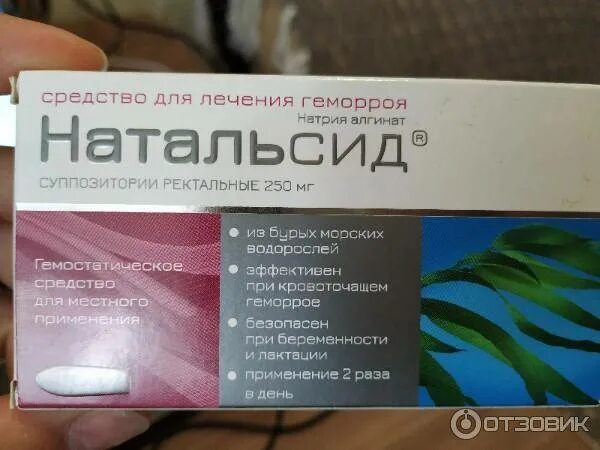 средство для лечения геморроя
Натрия алгинат
Натальсид®
суппозитории ректальные 250 мг
Гемостатическое
средство
для местного
применения
• из бурых морских
водорослей
• эффективен
при кровоточащем
геморрое
• безопасен
при беременности
и лактации
• применение 2 раза
в день
ОТЗОВИК